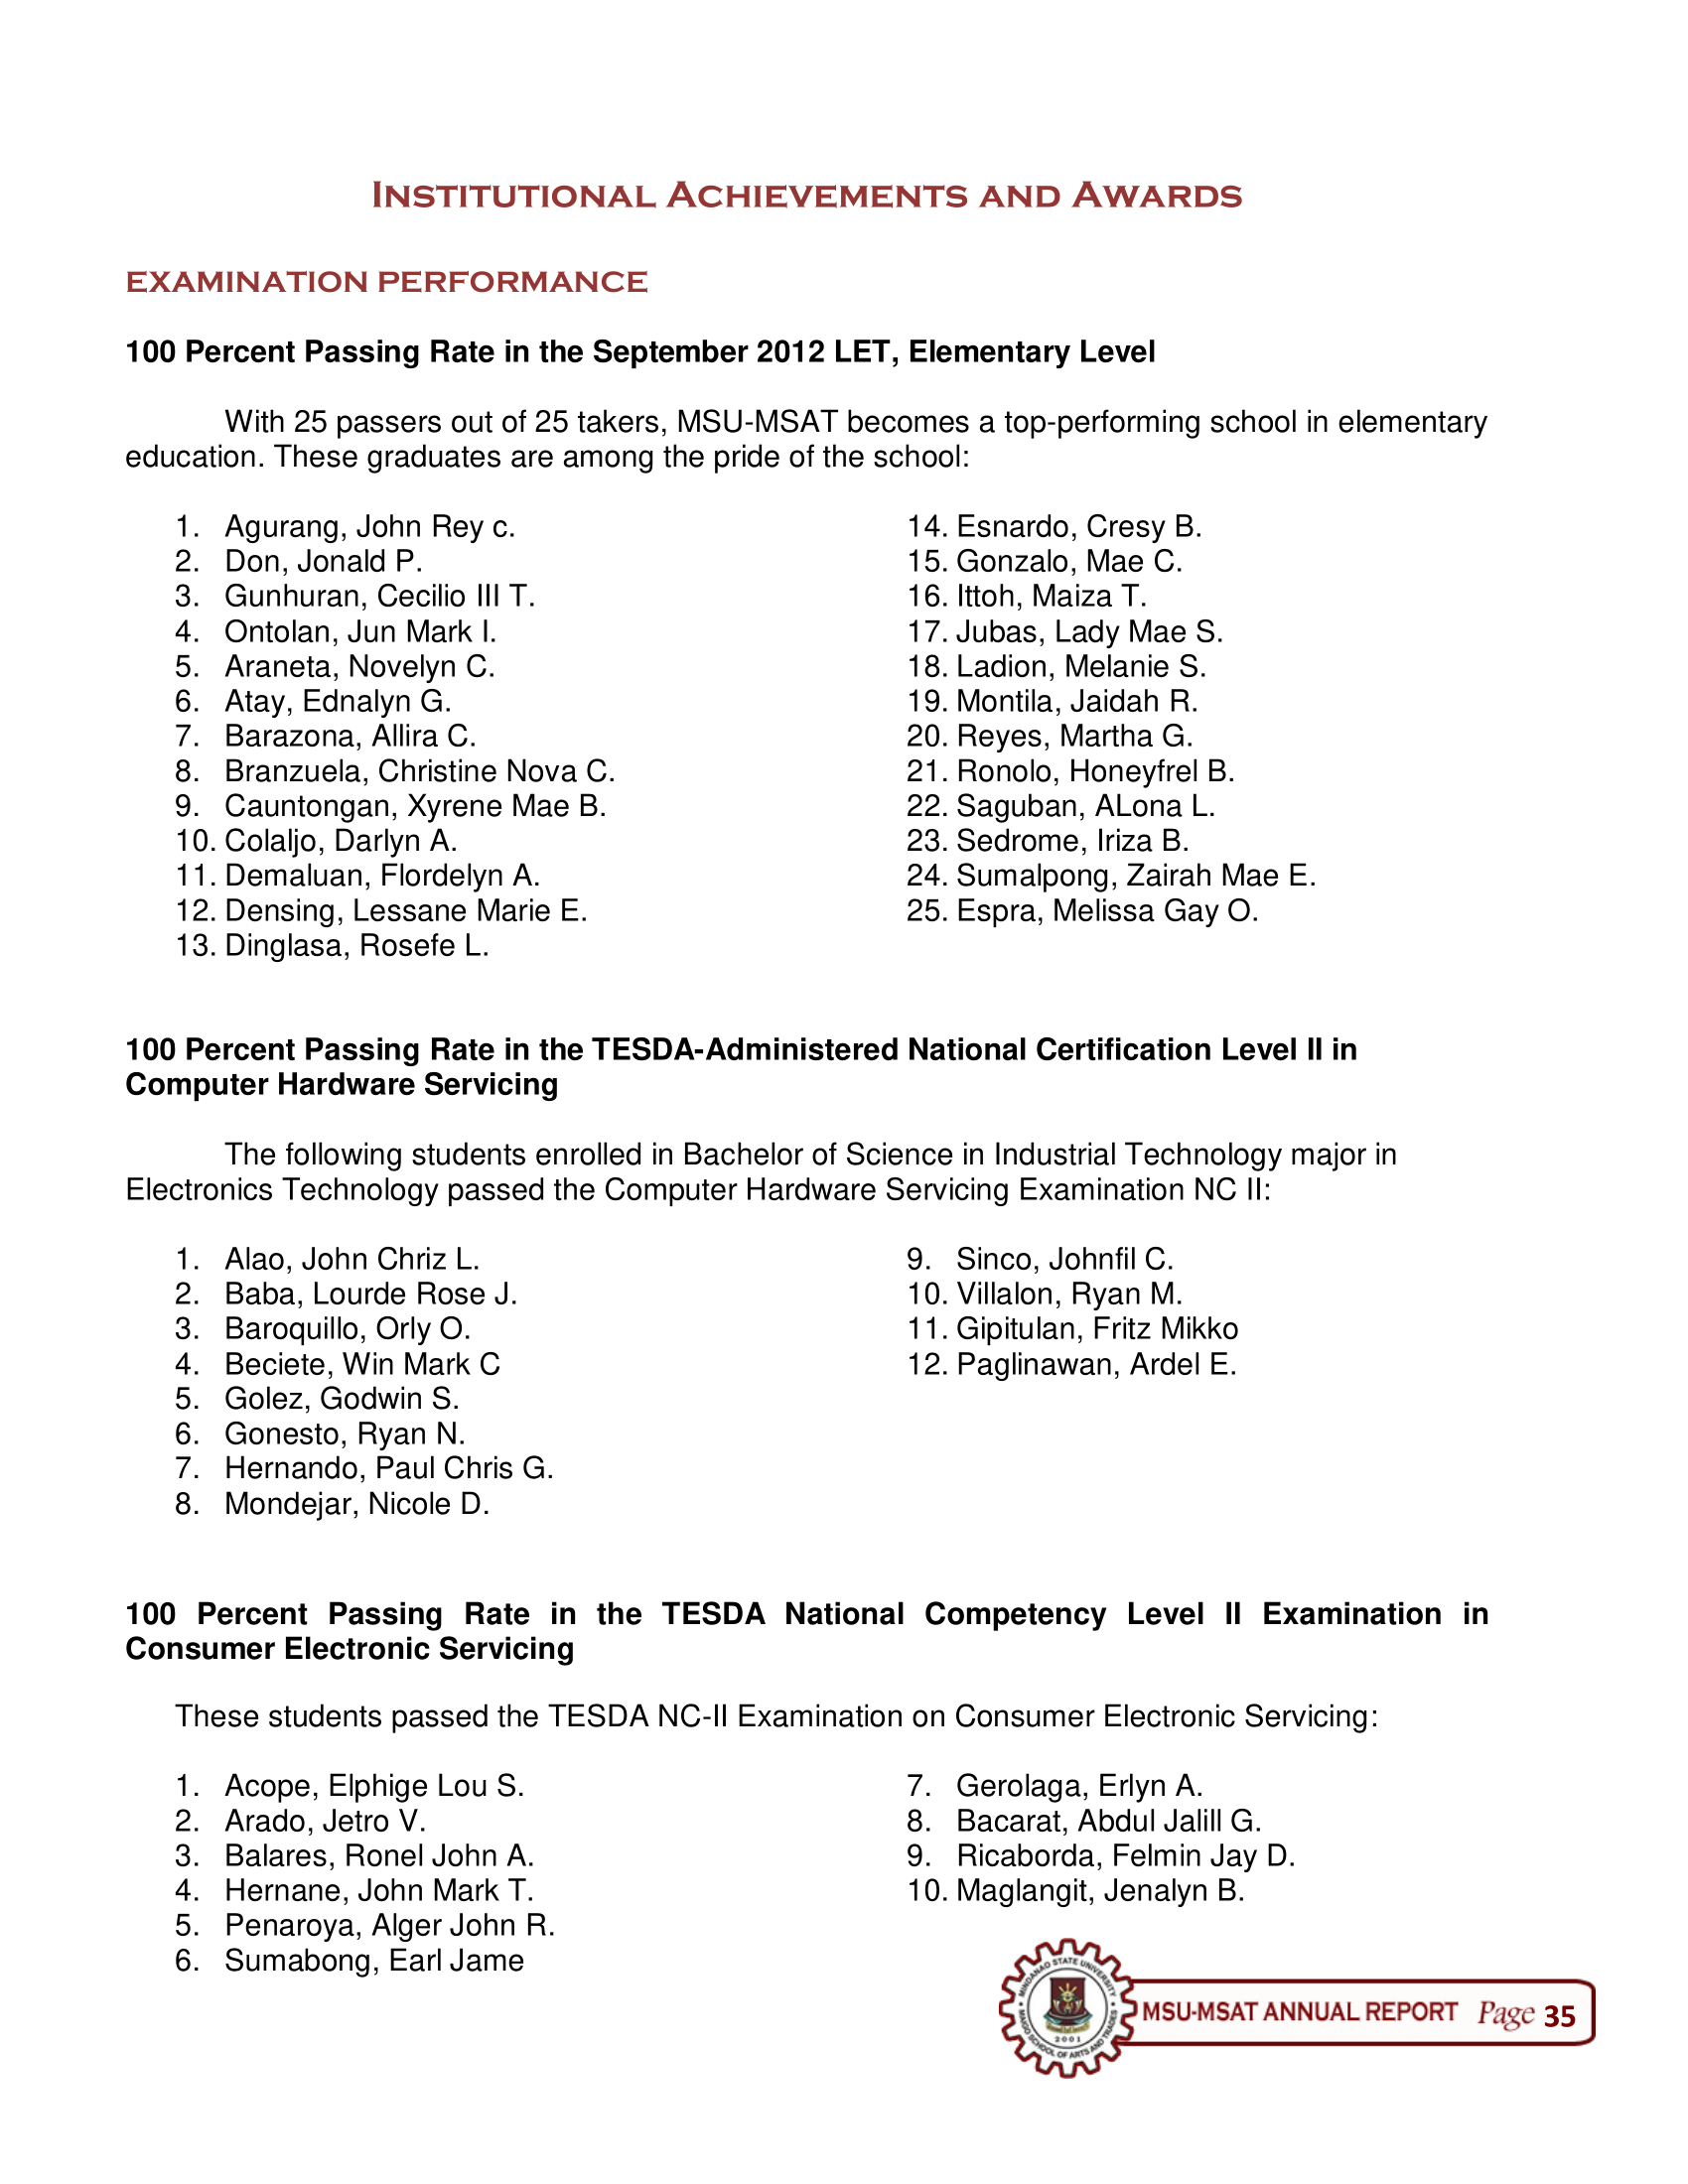 Institutional Achievements and Awards
EXAMINATION PERFORMANCE
100 Percent Passing Rate in the September 2012 LET, Elementary Level
With 25 passers out of 25 takers, MSU-MSAT becomes a top-performing school in elementary
education. These graduates are among the pride of the school:
1. Agurang, John Rey c.
2. Don, Jonald P.
3. Gunhuran, Cecilio III T.
4. Ontolan, Jun Mark I.
5. Araneta, Novelyn C.
6. Atay, Ednalyn G.
7. Barazona, Allira C.
8. Branzuela, Christine Nova C.
9. Cauntongan, Xyrene Mae B.
10. Colaljo, Darlyn A.
11. Demaluan, Flordelyn A.
12. Densing, Lessane Marie E.
13. Dinglasa, Rosefe L.
14. Esnardo, Cresy B.
15. Gonzalo, Mae C.
16. Ittoh, Maiza T.
17. Jubas, Lady Mae S.
18. Ladion, Melanie S.
19. Montila, Jaidah R.
20. Reyes, Martha G.
21. Ronolo, Honeyfrel B.
22. Saguban, ALona L.
23. Sedrome, Iriza B.
24. Sumalpong, Zairah Mae E.
25. Espra, Melissa Gay O.
100 Percent Passing Rate in the TESDA-Administered National Certification Level II in
Computer Hardware Servicing
The following students enrolled in Bachelor of Science in Industrial Technology major in
Electronics Technology passed the Computer Hardware Servicing Examination NC II:
1. Alao, John Chriz L.
2. Baba, Lourde Rose J.
3. Baroquillo, Orly O.
4. Beciete, Win Mark C
5. Golez, Godwin S.
6. Gonesto, Ryan N.
7. Hernando, Paul Chris G.
8. Mondejar, Nicole D.
9. Sinco, Johnfil C.
10. Villalon, Ryan M.
11. Gipitulan, Fritz Mikko
12. Paglinawan, Ardel E.
100 Percent Passing Rate in the TESDA National Competency Level II Examination in
Consumer Electronic Servicing
These students passed the TESDA NC-II Examination on Consumer Electronic Servicing:
1. Acope, Elphige Lou S.
2. Arado, Jetro V.
3. Balares, Ronel John A.
4. Hernane, John Mark T.
5. Penaroya, Alger John R.
6. Sumabong, Earl Jame
7. Gerolaga, Erlyn A.
8. Bacarat, Abdul Jalill G.
9. Ricaborda, Felmin Jay D.
10. Maglangit, Jenalyn B.
MINDANAO STATE UNIVERSITY
MAIGO SCHOOL OF ARTS AND TRADES
2001
MSU-MSAT ANNUAL REPORT Page 35